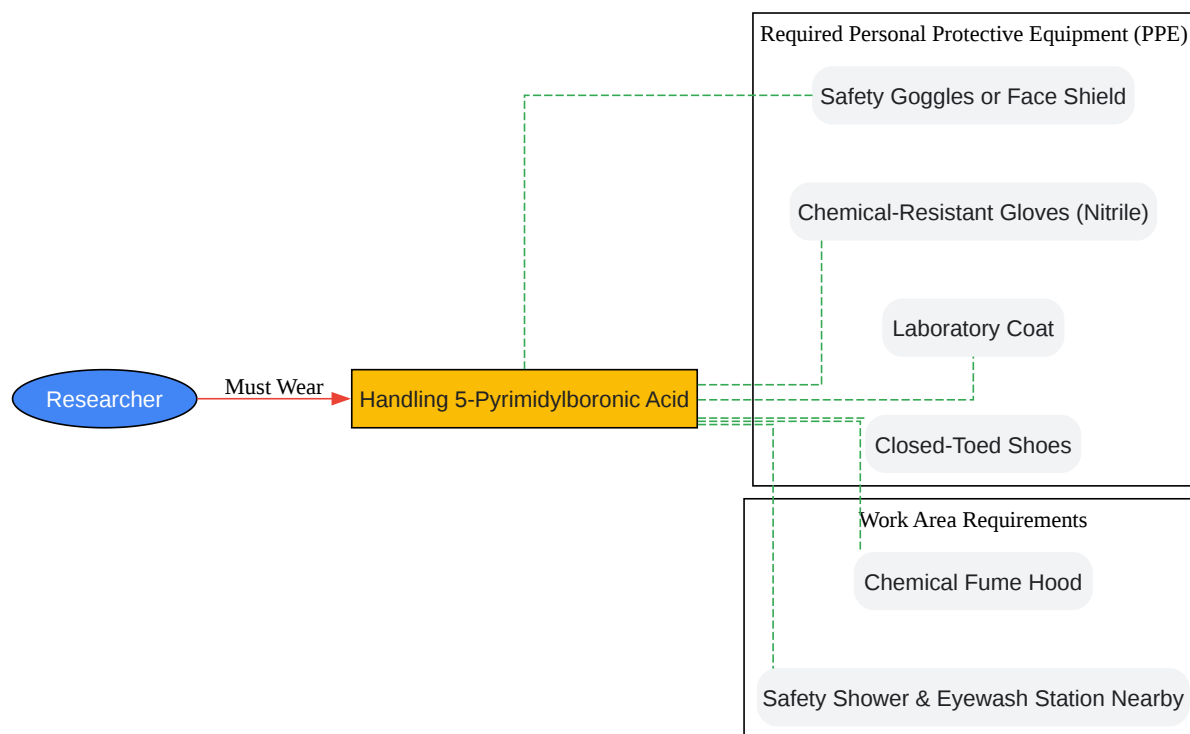 Required Personal Protective Equipment (PPE)
Safety Goggles or Face Shield
Chemical-Resistant Gloves (Nitrile)
Laboratory Coat
Researcher
Must Wear
Handling 5-Pyrimidylboronic Acid
Closed-Toed Shoes
Work Area Requirements
Chemical Fume Hood
Safety Shower & Eyewash Station Nearby